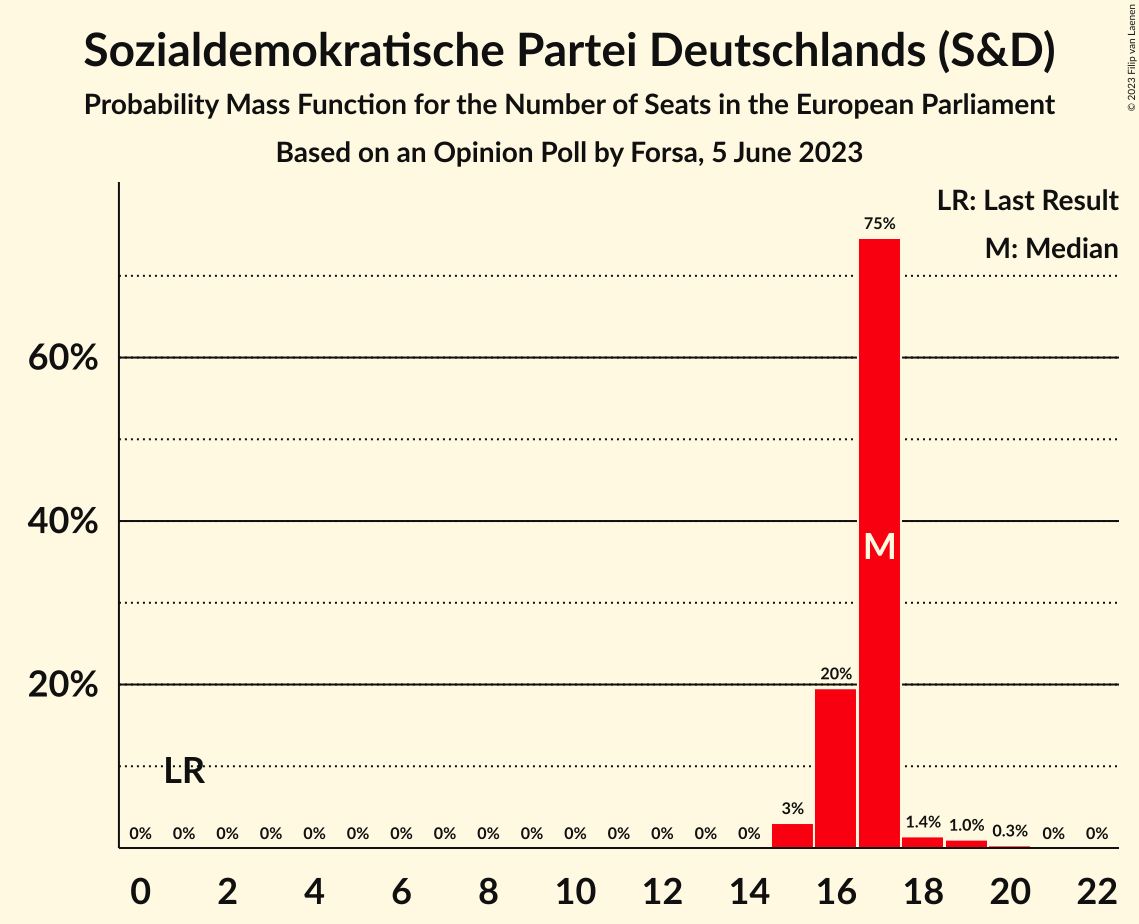 Sozialdemokratische Partei Deutschlands (S&D)
Probability Mass Function for the Number of Seats in the European Parliament
Based on an Opinion Poll by Forsa, 5 June 2023
© 2023 Filip van Laenen
LR: Last Result
M: Median
75%
60%
40%
M
20%
20%
LR
3%
0% 0% 0% 0% 0% 0% 0% 0% 0% 0% 0% 0% 0% 0% 0% 1.4% 1.0% 0.3% 0% 0%
0 2 4 6 8 10 12 14 16 18 20 22